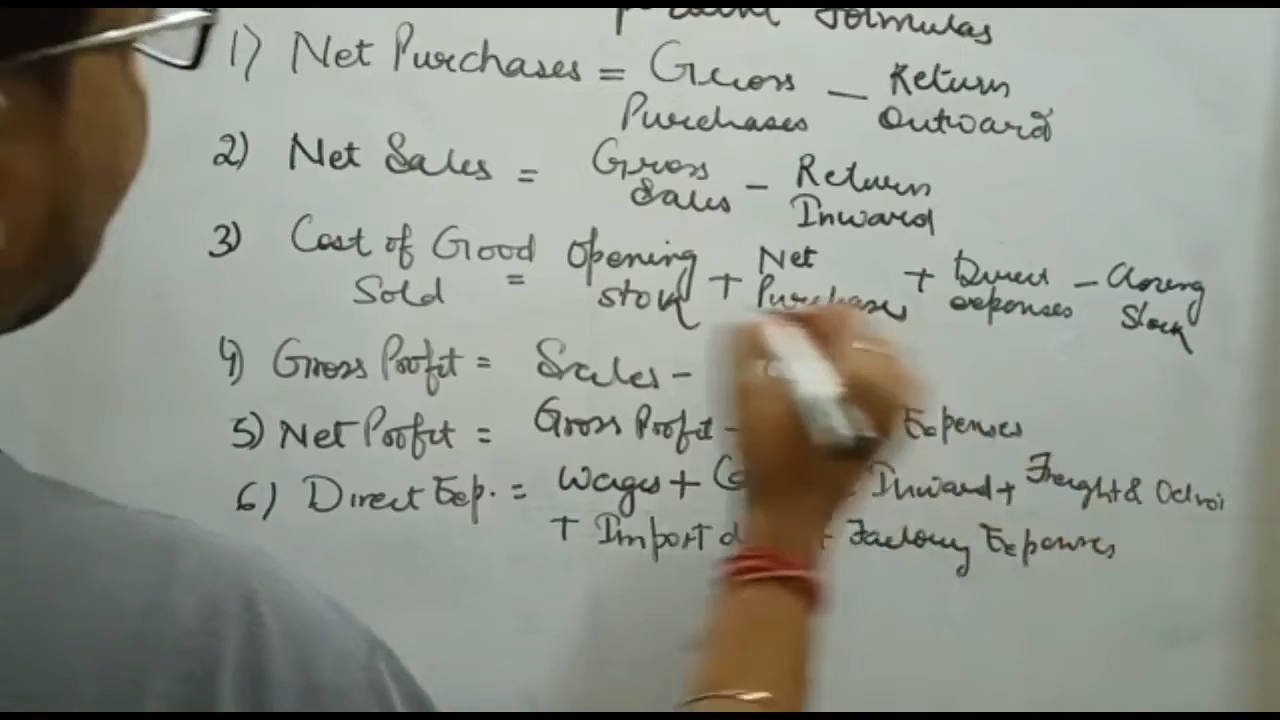 Formulas
1) Net Purchases = Gross Purchases - Return Outward
2) Net Sales = Gross Sales - Return Inward
3) Cost of Good Sold = Opening Stock + Net Purchases + Direct expenses - Closing Stock
4) Gross Profit = Sales -
5) Net Profit = Gross Profit - Expenses
6) Direct Exp. = Wages + Inward + Freight & Octroi
+ Import + Factory Expenses